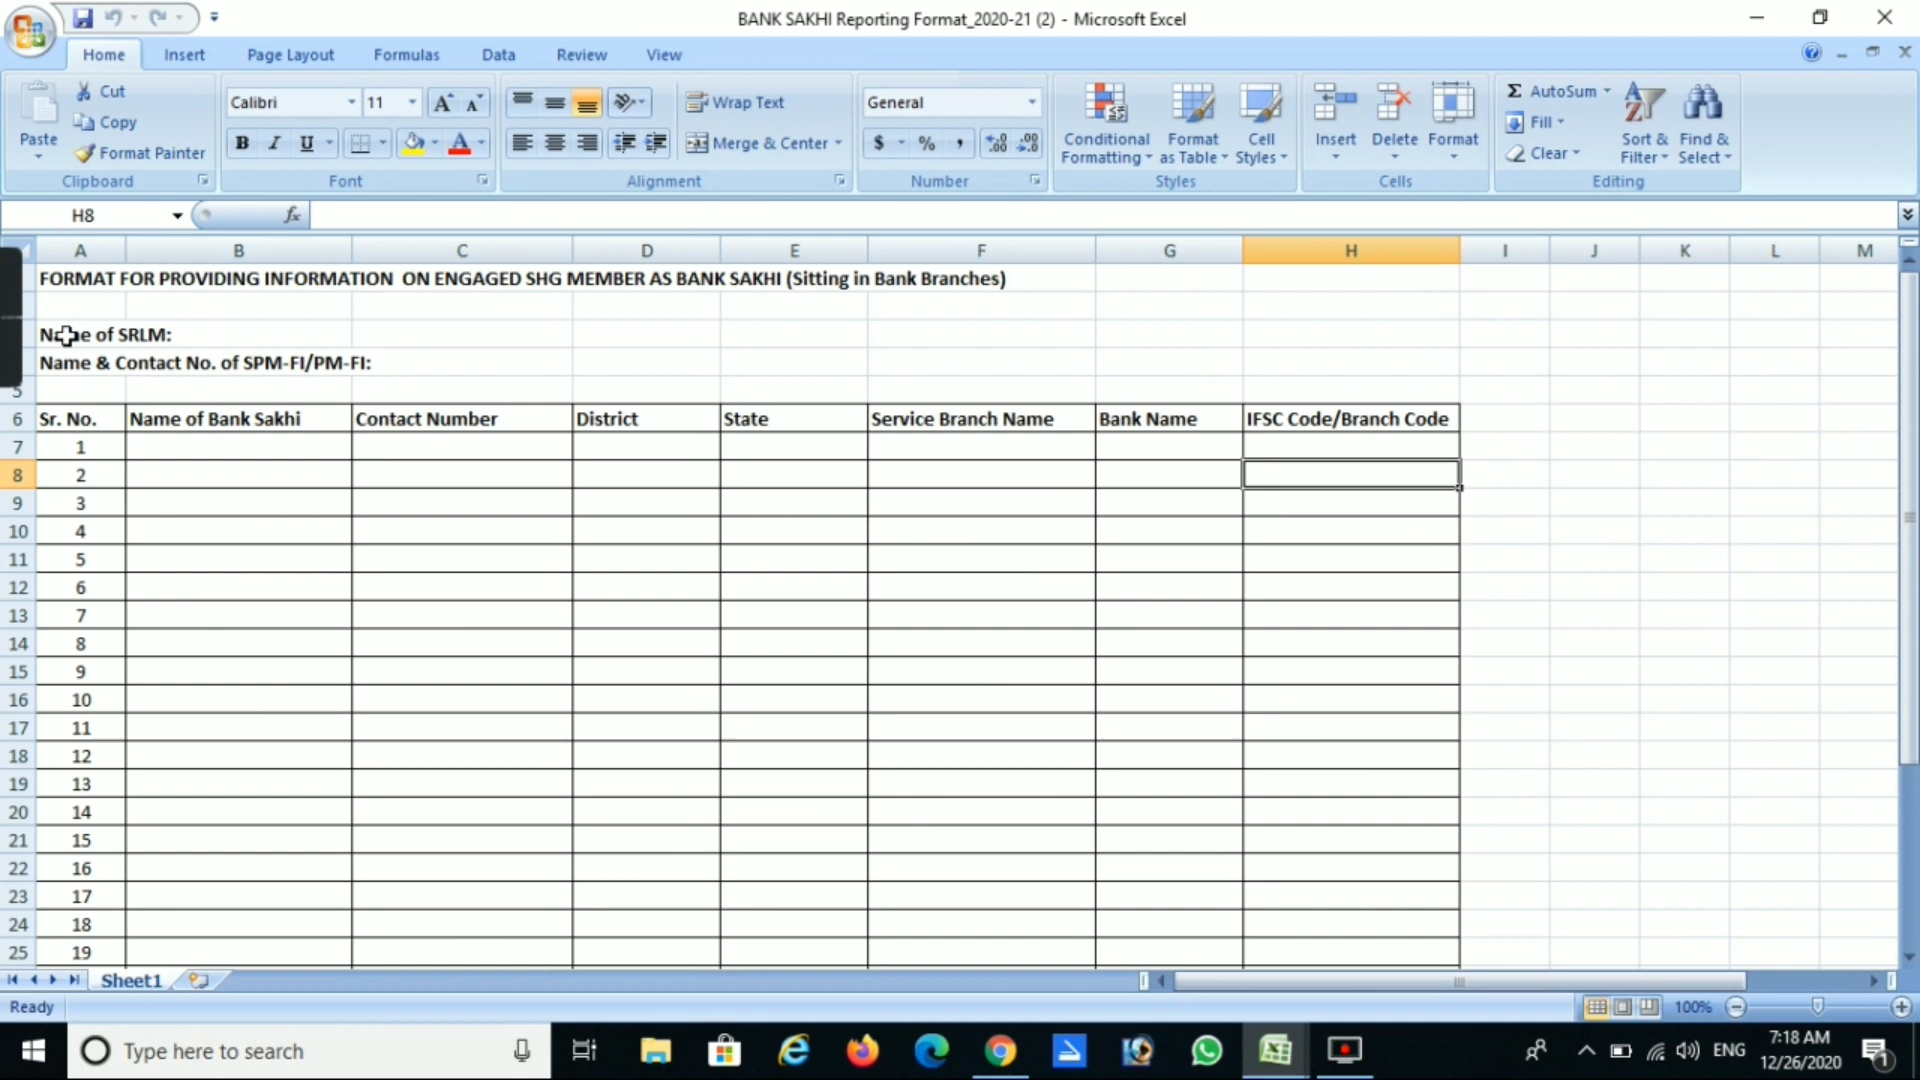 BANK SAKHI Reporting Format_2020-21 (2) - Microsoft Excel
Home Insert Page Layout Formulas Data Review View
Paste
Cut
Copy
Format Painter
Clipboard
Calibri 11
B I U
Font
Wrap Text
Merge & Center
Alignment
General
$ % ,
Number
Conditional Formatting
Format as Table
Cell Styles
Styles
Insert Delete Format
Cells
Σ AutoSum
Fill
Clear
Sort & Filter
Find & Select
Editing
H8 fx
A B C D E F G H I J K L M
FORMAT FOR PROVIDING INFORMATION ON ENGAGED SHG MEMBER AS BANK SAKHI (Sitting in Bank Branches)
Name of SRLM:
Name & Contact No. of SPM-FI/PM-FI:
5
6 Sr. No. Name of Bank Sakhi Contact Number District State Service Branch Name Bank Name IFSC Code/Branch Code
7 1
8 2
9 3
10 4
11 5
12 6
13 7
14 8
15 9
16 10
17 11
18 12
19 13
20 14
21 15
22 16
23 17
24 18
25 19
Sheet1
Ready 100%
Type here to search
ENG
7:18 AM
12/26/2020
1